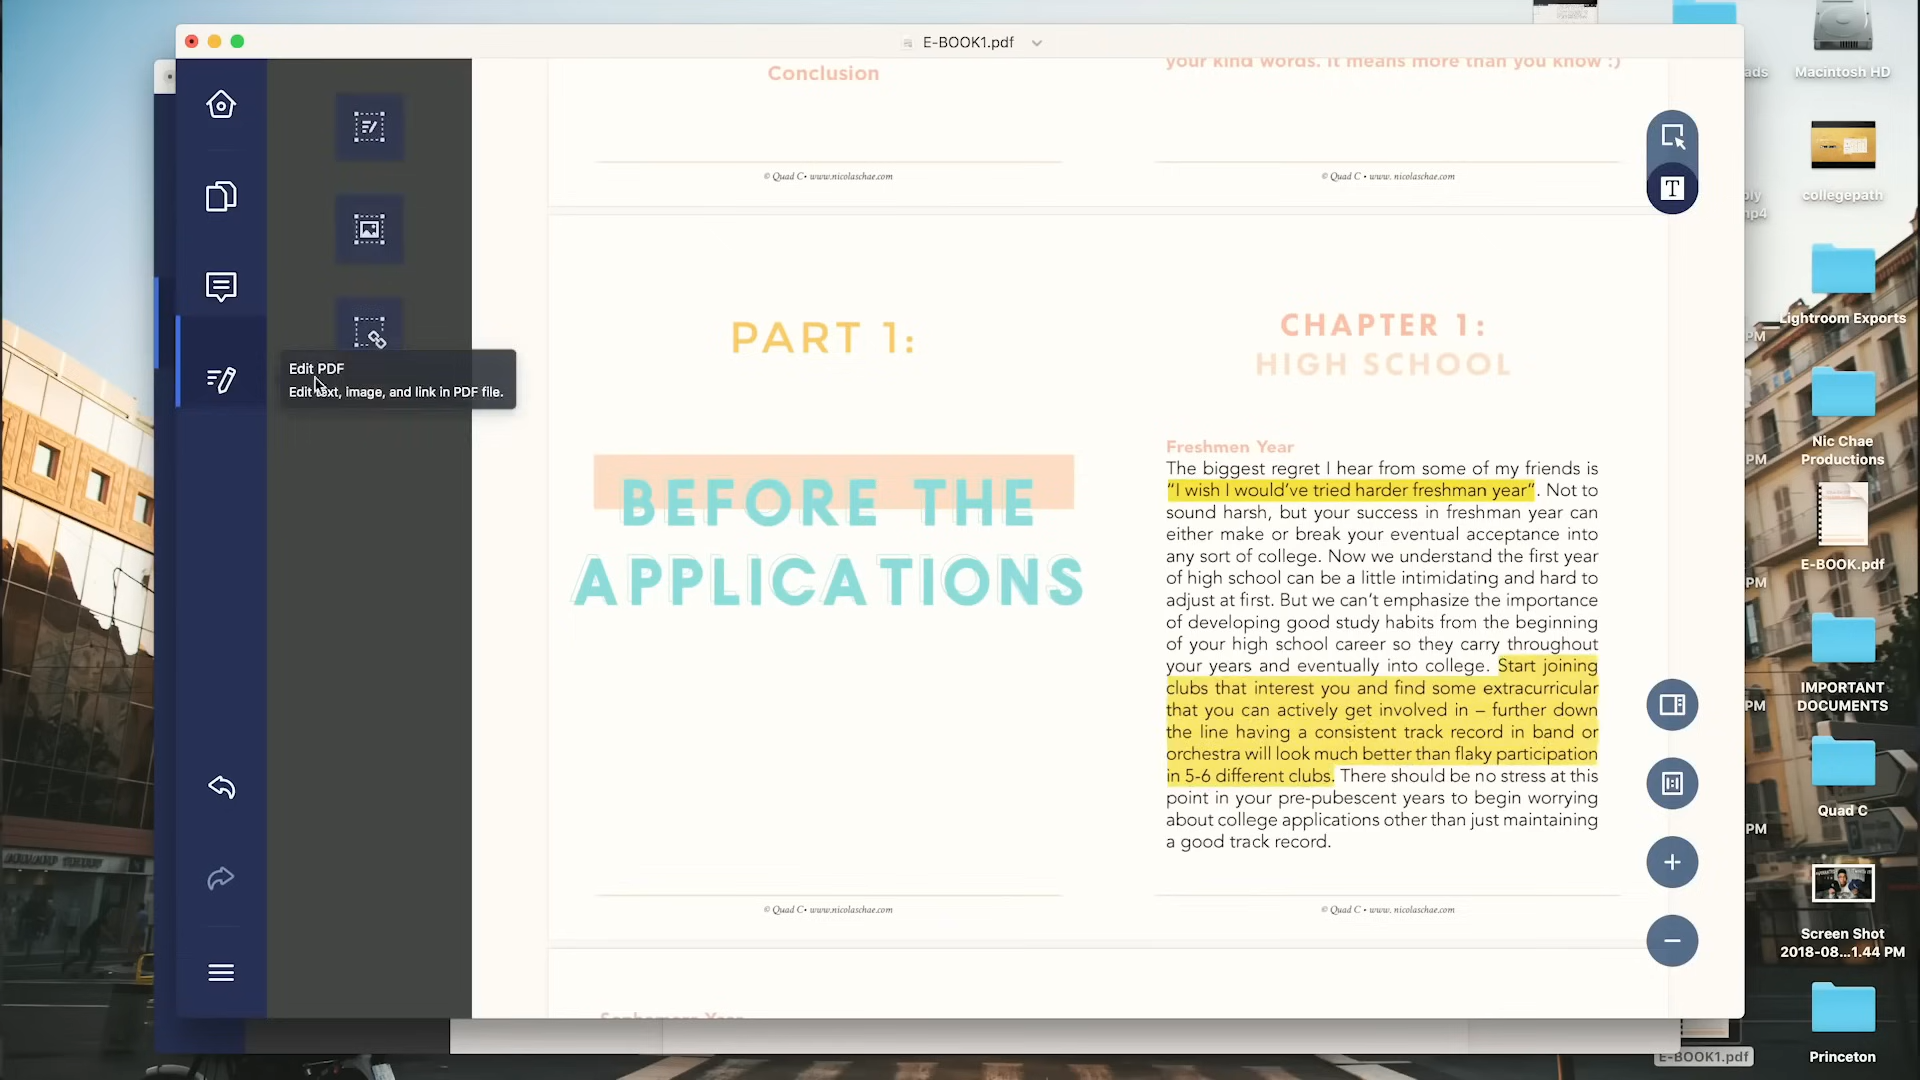 E-BOOK1.pdf
Conclusion
your kind words. It means more than you know :)
© Quad C • www.nicolaschae.com
© Quad C • www. nicolaschae.com
Edit PDF
Edit text, image, and link in PDF file.
PART 1:
BEFORE THE
APPLICATIONS
© Quad C • www.nicolaschae.com
CHAPTER 1:
HIGH SCHOOL
Freshmen Year
The biggest regret I hear from some of my friends is
“I wish I would’ve tried harder freshman year”. Not to
sound harsh, but your success in freshman year can
either make or break your eventual acceptance into
any sort of college. Now we understand the first year
of high school can be a little intimidating and hard to
adjust at first. But we can’t emphasize the importance
of developing good study habits from the beginning
of your high school career so they carry throughout
your years and eventually into college. Start joining
clubs that interest you and find some extracurricular
that you can actively get involved in – further down
the line having a consistent track record in band or
orchestra will look much better than flaky participation
in 5-6 different clubs. There should be no stress at this
point in your pre-pubescent years to begin worrying
about college applications other than just maintaining
a good track record.
© Quad C • www. nicolaschae.com
T
ads
Macintosh HD
mp4
collegepath
PM
Lightroom Exports
PM
Nic Chae
Productions
PM
E-BOOK.pdf
PM
IMPORTANT
DOCUMENTS
PM
Quad C
Screen Shot
2018-08...1.44 PM
E-BOOK1.pdf
Princeton